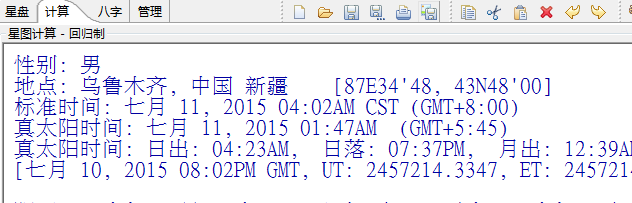 星盘 计算 八字 管理
星图计算 - 回归制
性别: 男
地点: 乌鲁木齐, 中国 新疆 [87E34'48, 43N48'00]
标准时间: 七月 11, 2015 04:02AM CST (GMT+8:00)
真太阳时间: 七月 11, 2015 01:47AM (GMT+5:45)
真太阳时间: 日出: 04:23AM, 日落: 07:37PM, 月出: 12:39A
[七月 10, 2015 08:02PM GMT, UT: 2457214.3347, ET: 245721